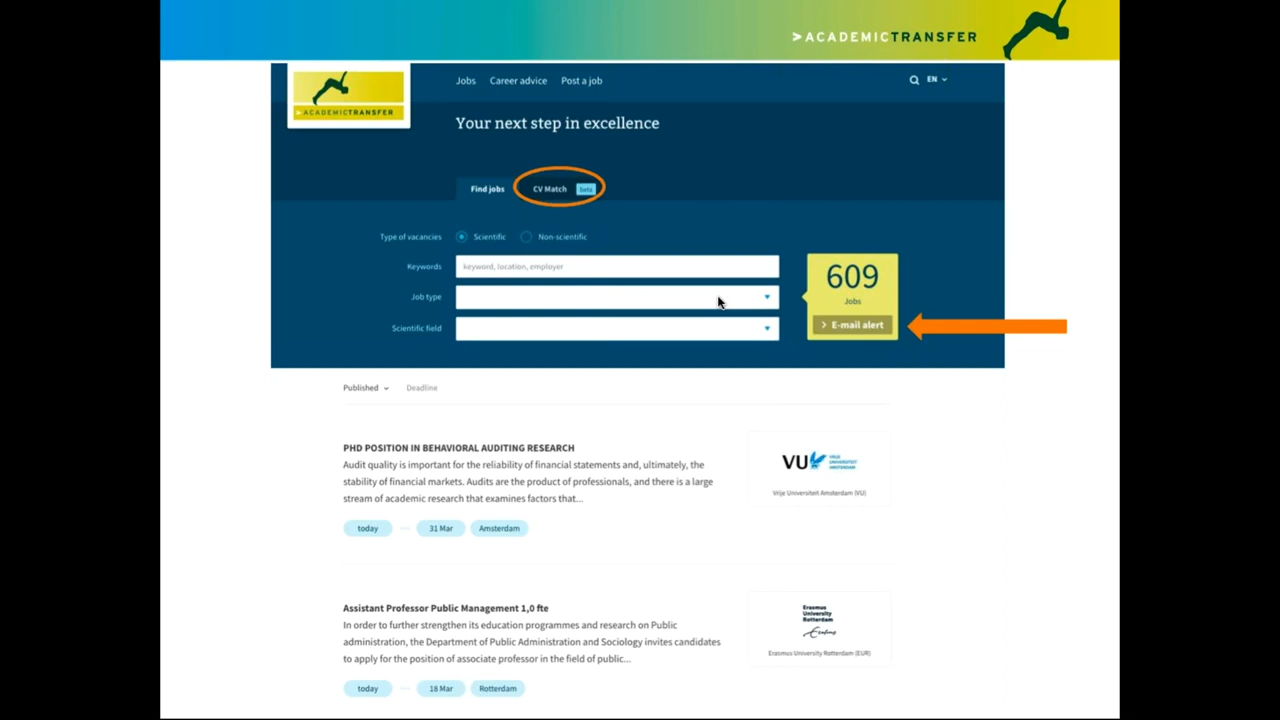 >ACADEMICTRANSFER
>ACADEMICTRANSFER
Jobs Career advice Post a job
EN
Your next step in excellence
Find jobs CV Match beta
Type of vacancies Scientific Non-scientific
Keywords keyword, location, employer
Job type
Scientific field
609
Jobs
> E-mail alert
Published Deadline
PHD POSITION IN BEHAVIORAL AUDITING RESEARCH
Audit quality is important for the reliability of financial statements and, ultimately, the
stability of financial markets. Audits are the product of professionals, and there is a large
stream of academic research that examines factors that...
today 31 Mar Amsterdam
VU VRIJE
UNIVERSITEIT
AMSTERDAM
Vrije Universiteit Amsterdam (VU)
Assistant Professor Public Management 1,0 fte
In order to further strengthen its education programmes and research on Public
administration, the Department of Public Administration and Sociology invites candidates
to apply for the position of associate professor in the field of public...
today 18 Mar Rotterdam
Erasmus
University
Rotterdam
Erasmus
Erasmus University Rotterdam (EUR)